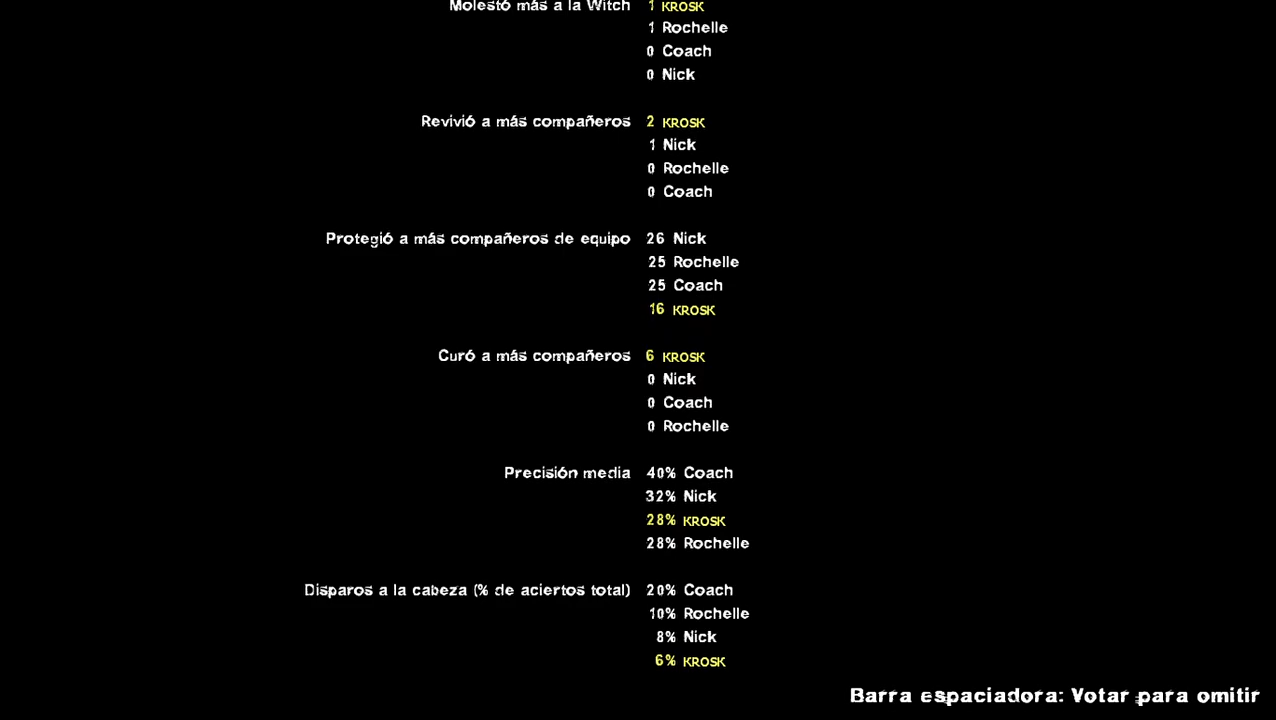 Molestó más a la Witch 1 KROSK
1 Rochelle
0 Coach
0 Nick
Revivió a más compañeros 2 KROSK
1 Nick
0 Rochelle
0 Coach
Protegió a más compañeros de equipo 26 Nick
25 Rochelle
25 Coach
16 KROSK
Curó a más compañeros 6 KROSK
0 Nick
0 Coach
0 Rochelle
Precisión media 40% Coach
32% Nick
28% KROSK
28% Rochelle
Disparos a la cabeza (% de aciertos total) 20% Coach
10% Rochelle
8% Nick
6% KROSK
Barra espaciadora: Votar para omitir